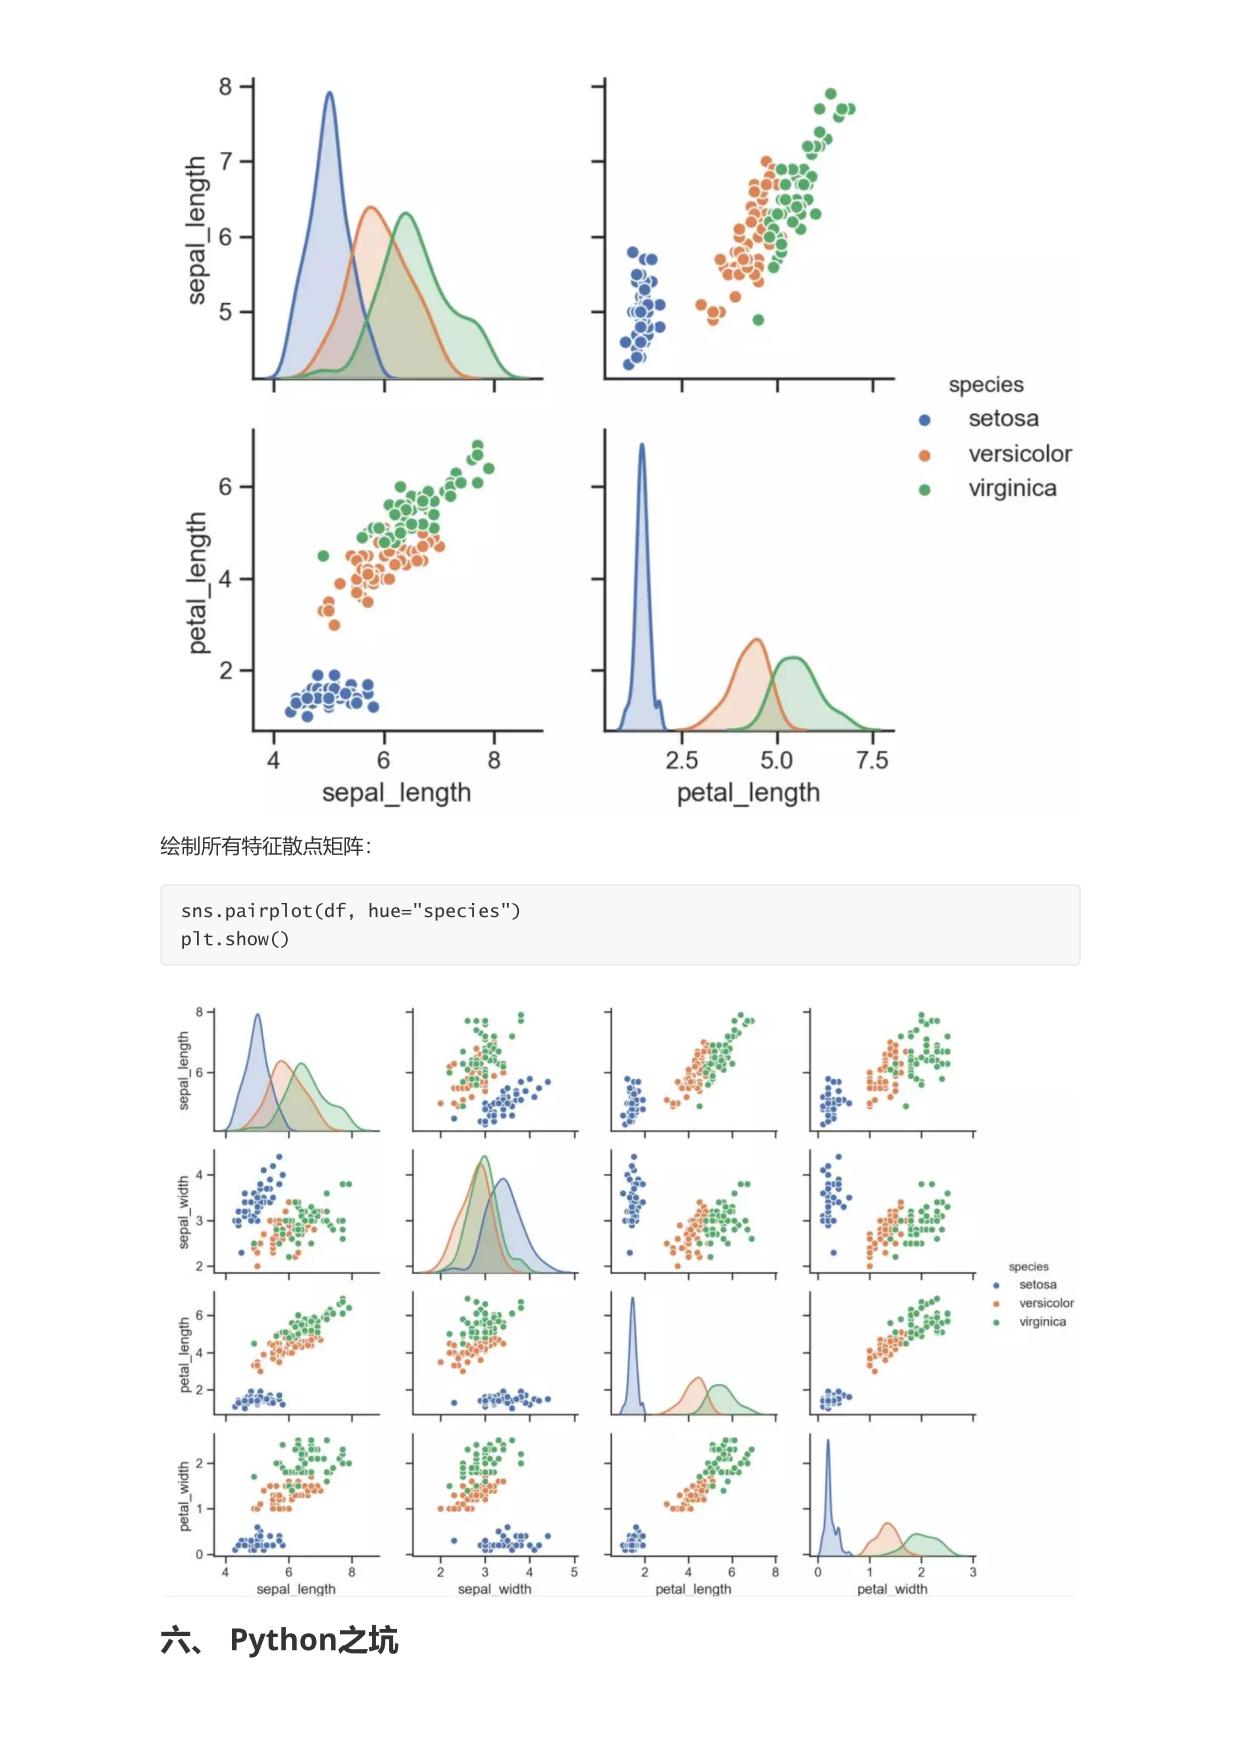 8
7
6
5
sepal_length
species
setosa
versicolor
virginica
6
4
2
petal_length
4 6 8
sepal_length
2.5 5.0 7.5
petal_length
绘制所有特征散点矩阵：
sns.pairplot(df, hue="species")
plt.show()
8
6
sepal_length
4
3
2
sepal_width
species
setosa
versicolor
virginica
6
4
2
petal_length
2
1
0
petal_width
4 6 8
sepal_length
2 3 4 5
sepal_width
2 4 6 8
petal_length
0 1 2 3
petal_width
六、 Python之坑